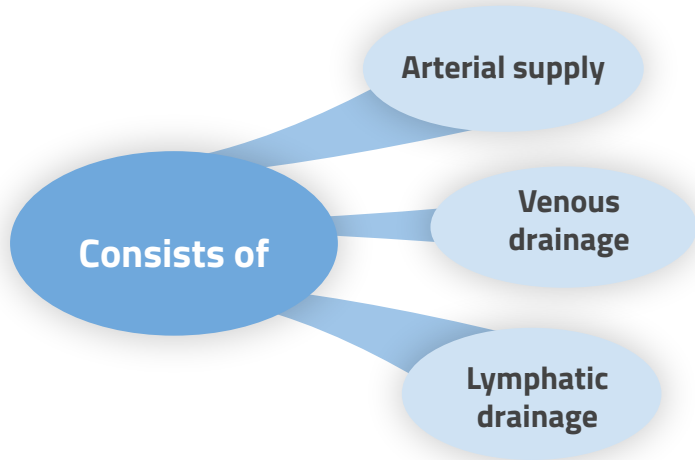 Arterial supply
Consists of
Venous
drainage
Lymphatic
drainage